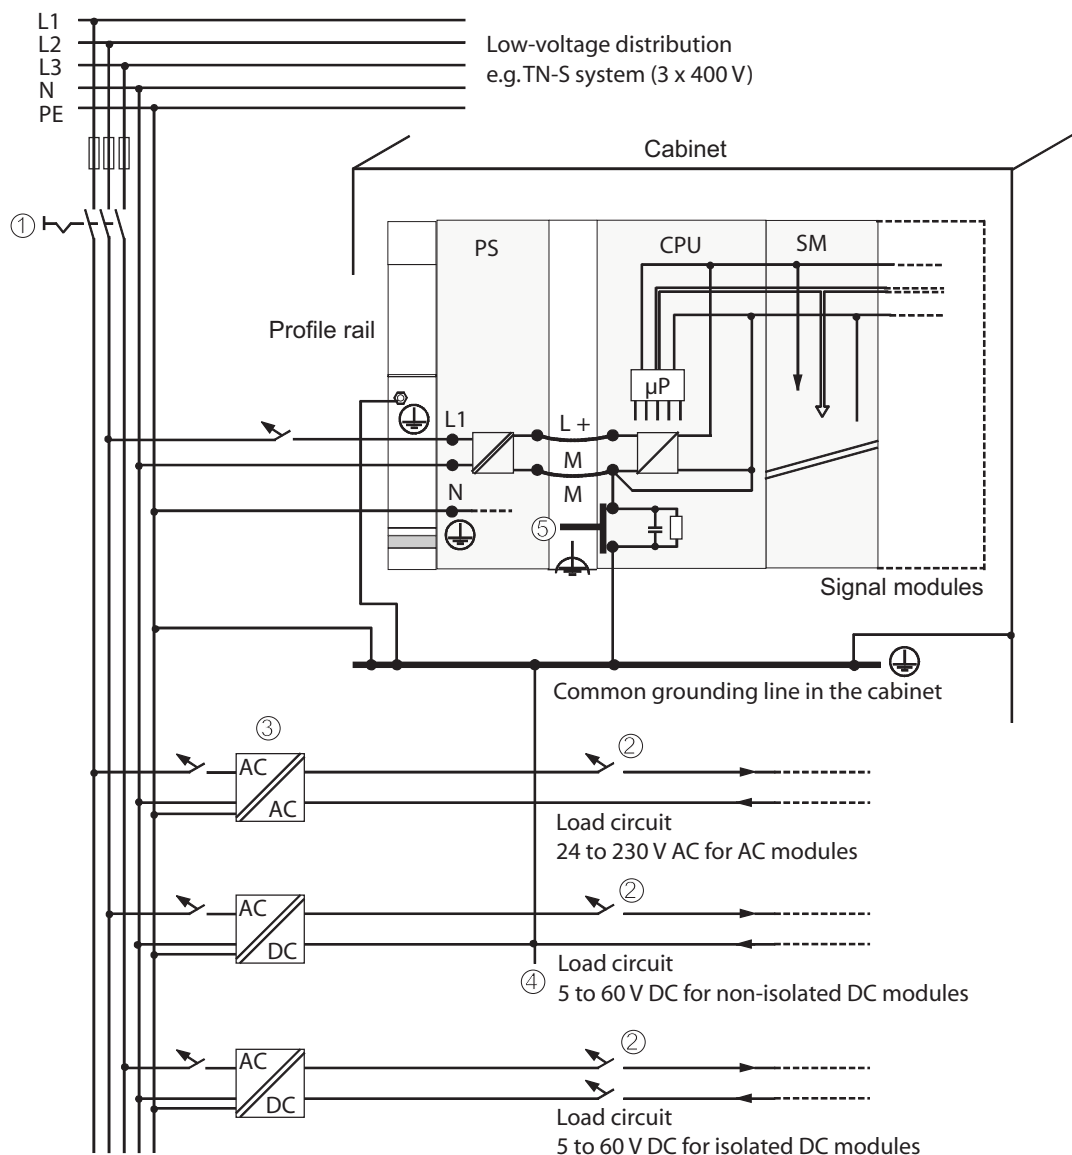 L1
L2
L3
N
PE
Low-voltage distribution
e.g. TN-S system (3 x 400 V)
Cabinet
①
PS
CPU
SM
Profile rail
µP
L1
L +
M
N
M
⑤
Signal modules
Common grounding line in the cabinet
③
②
AC
AC
Load circuit
24 to 230 V AC for AC modules
②
AC
DC
④
Load circuit
5 to 60 V DC for non-isolated DC modules
②
AC
DC
Load circuit
5 to 60 V DC for isolated DC modules